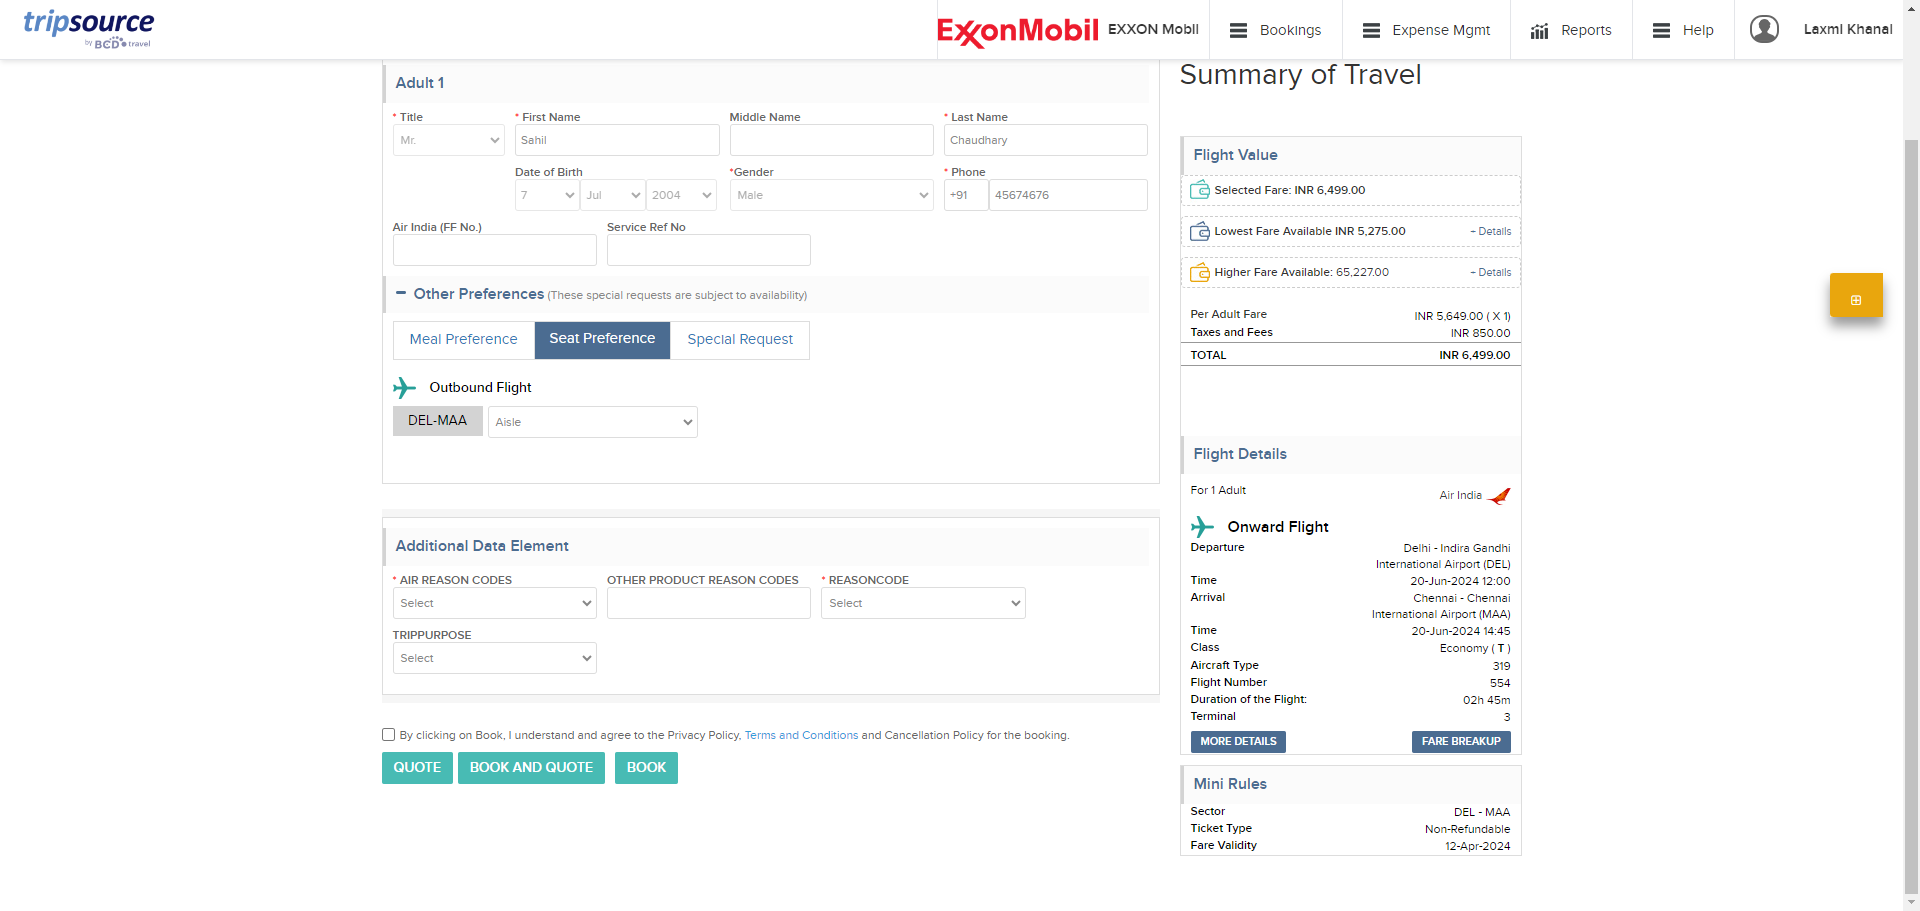 tripsource
by BCD travel
ExxonMobil EXXON MobIl
Bookings
Expense Mgmt
Reports
Help
LaxmI Khanal
Adult 1
* Title
* First Name
Middle Name
* Last Name
Mr.
Sahil
Chaudhary
Date of Birth
*Gender
* Phone
7
Jul
2004
Male
+91
45674676
Air India (FF No.)
Service Ref No
− Other Preferences (These special requests are subject to availability)
Meal Preference
Seat Preference
Special Request
Outbound Flight
DEL-MAA
Aisle
Additional Data Element
* AIR REASON CODES
OTHER PRODUCT REASON CODES
* REASONCODE
Select
Select
TRIPPURPOSE
Select
By clicking on Book, I understand and agree to the Privacy Policy, Terms and Conditions and Cancellation Policy for the booking.
QUOTE
BOOK AND QUOTE
BOOK
Summary of Travel
Flight Value
Selected Fare: INR 6,499.00
Lowest Fare Available INR 5,275.00 + Details
Higher Fare Available: 65,227.00 + Details
Per Adult Fare INR 5,649.00 ( X 1)
Taxes and Fees INR 850.00
TOTAL INR 6,499.00
Flight Details
For 1 Adult Air India
Onward Flight
Departure Delhi - Indira Gandhi
International Airport (DEL)
Time 20-Jun-2024 12:00
Arrival Chennai - Chennai
International Airport (MAA)
Time 20-Jun-2024 14:45
Class Economy ( T )
Aircraft Type 319
Flight Number 554
Duration of the Flight: 02h 45m
Terminal 3
MORE DETAILS FARE BREAKUP
Mini Rules
Sector DEL - MAA
Ticket Type Non-Refundable
Fare Validity 12-Apr-2024